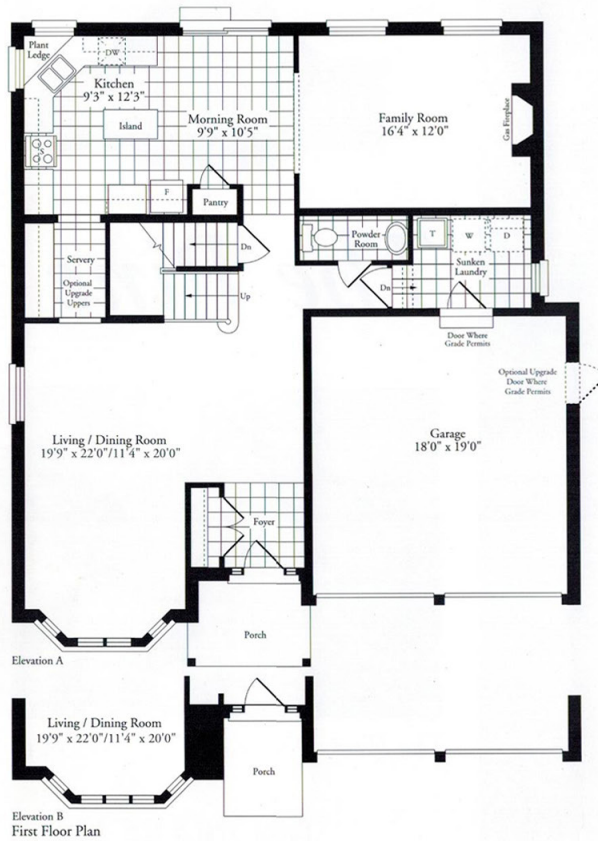 Plant
Ledge
DW
Kitchen
9'3" x 12'3"
Island
Morning Room
9'9" x 10'5"
Family Room
16'4" x 12'0"
Gas Fireplace
S
F
Pantry
Servery
Optional
Upgrade
Uppers
Dn
Up
Powder
Room
T
W
D
Sunken
Laundry
Dn
Door Where
Grade Permits
Optional Upgrade
Door Where
Grade Permits
Living / Dining Room
19'9" x 22'0"/11'4" x 20'0"
Garage
18'0" x 19'0"
Foyer
Porch
Elevation A
Living / Dining Room
19'9" x 22'0"/11'4" x 20'0"
Porch
Elevation B
First Floor Plan